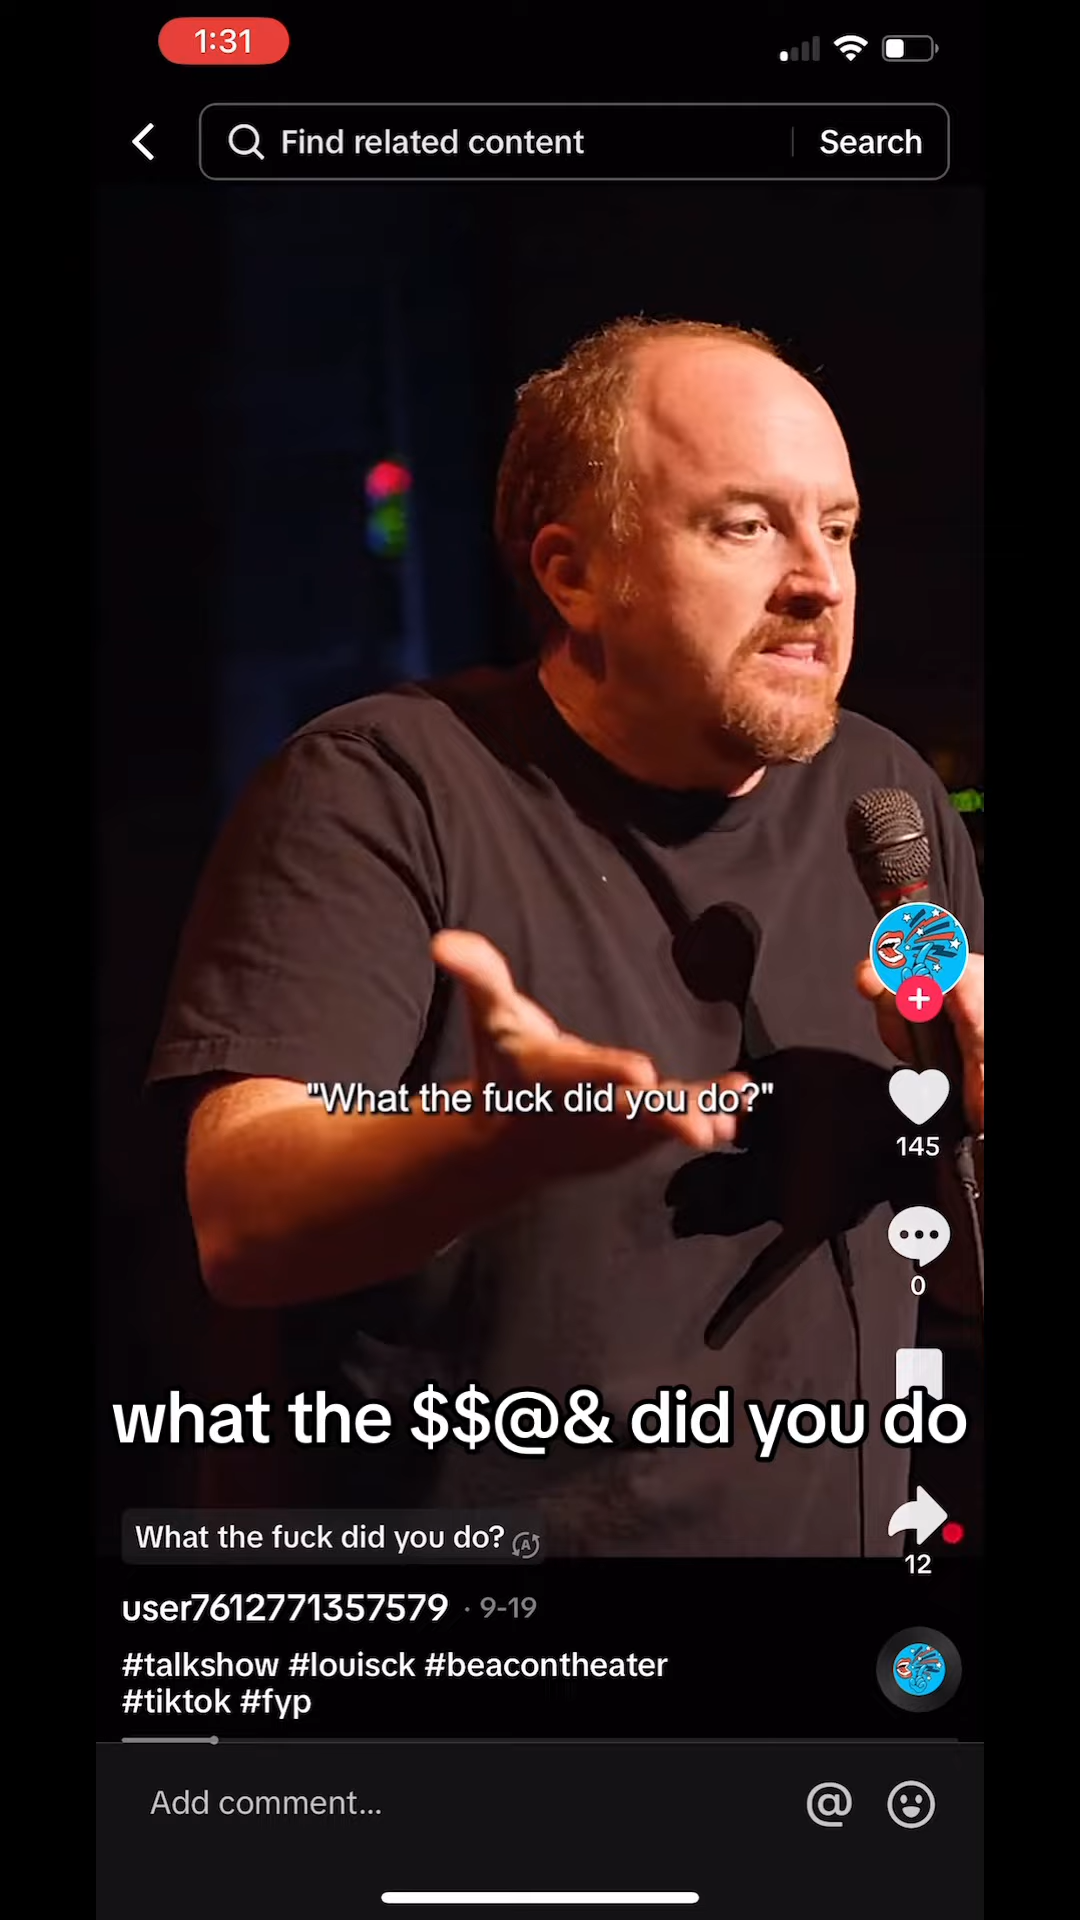 1:31
Find related content
Search
"What the fuck did you do?"
145
0
what the $$@& did you do
12
What the fuck did you do?
user7612771357579 · 9-19
#talkshow #louisck #beacontheater
#tiktok #fyp
Add comment...